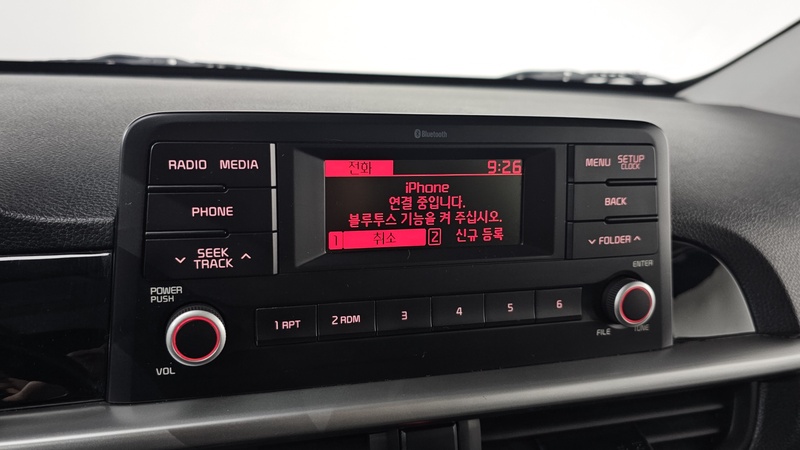 Bluetooth
RADIO MEDIA
PHONE
SEEK
TRACK
POWER
PUSH
VOL
전화 9:26
iPhone
연결 중입니다.
블루투스 기능을 켜 주십시오.
1 취소 2 신규 등록
1 RPT 2 RDM 3 4 5 6
MENU SETUP
CLOCK
BACK
FOLDER
ENTER
FILE TUNE